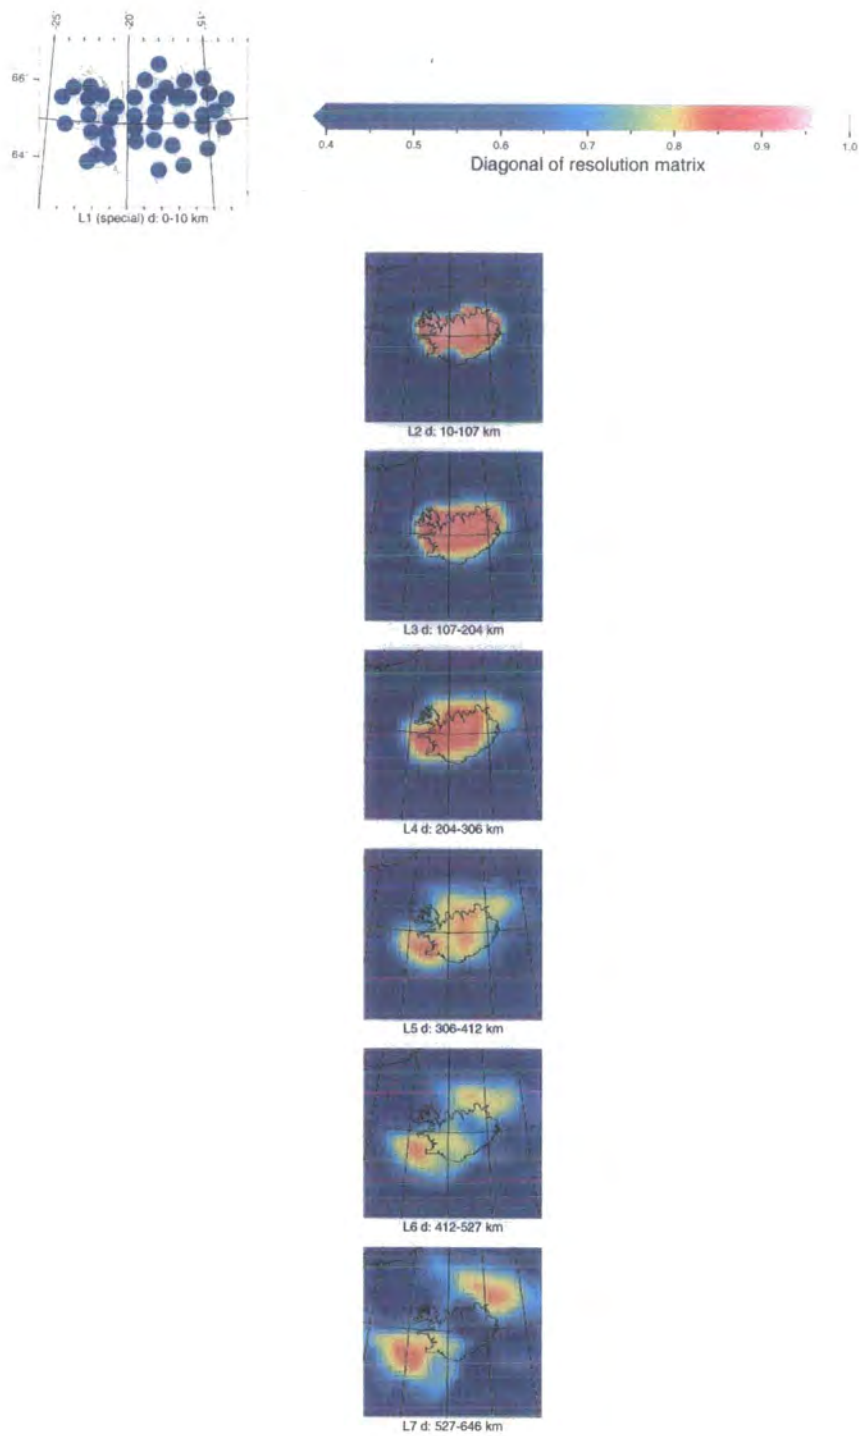 -25˚ -20˚ -15˚
66˚
64˚
L1 (special) d: 0-10 km
0.4 0.5 0.6 0.7 0.8 0.9 1.0
Diagonal of resolution matrix
L2 d: 10-107 km
L3 d: 107-204 km
L4 d: 204-306 km
L5 d: 306-412 km
L6 d: 412-527 km
L7 d: 527-646 km